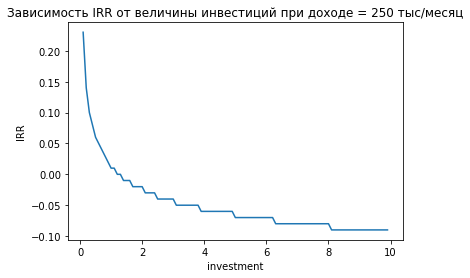 Зависимость IRR от величины инвестиций при доходе = 250 тыс/месяц
0.20
0.15
0.10
0.05
0.00
−0.05
−0.10
IRR
0 2 4 6 8 10
investment